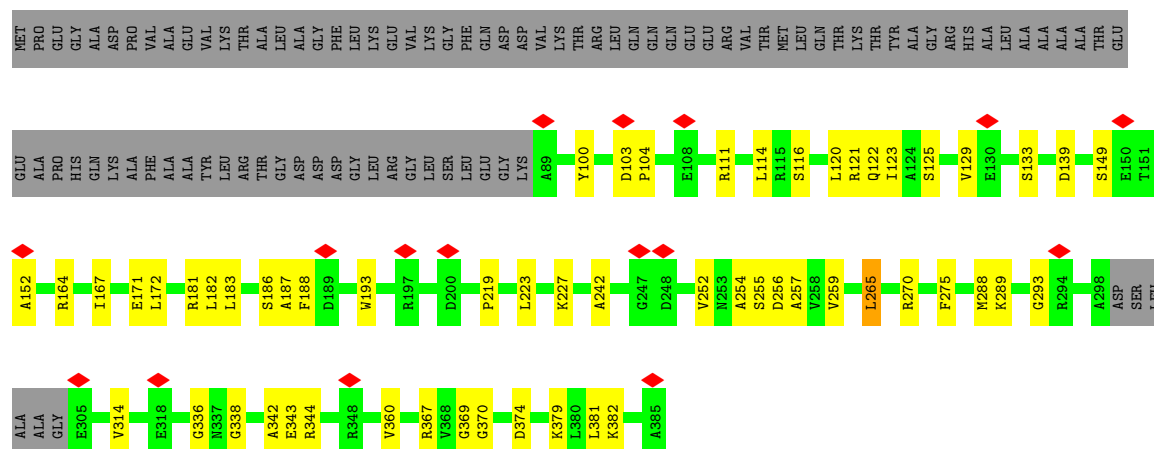 MET PRO GLU GLY ALA ASP PRO VAL ALA GLU VAL LYS THR ALA LEU ALA GLY PHE LEU LYS GLU VAL LYS GLY PHE GLN ASP ASP VAL LYS THR ARG LEU GLN GLN GLN GLU GLU ARG VAL THR MET LEU GLN THR LYS THR TYR ALA GLY ARG HIS ALA LEU ALA ALA ALA ALA THR GLU
GLU ALA PRO HIS GLN LYS ALA PHE ALA ALA TYR LEU ARG THR GLY ASP ASP ASP GLY LEU ARG GLY LEU SER LEU GLU GLY LYS A89 Y100 D103 P104 E108 R111 L114 R115 S116 L120 R121 Q122 I123 A124 S125 V129 E130 S133 D139 S149 E150 T151
A152 R164 I167 E171 L172 R181 L182 L183 S186 A187 F188 D189 W193 R197 D200 P219 L223 K227 A242 G247 D248 V252 N253 A254 S255 D256 A257 V258 V259 L265 R270 F275 M288 K289 G293 R294 A298 ASP SER
ALA ALA GLY E305 V314 E318 G336 N337 G338 A342 E343 R344 R348 V360 R367 V368 G369 G370 D374 K379 L380 L381 K382 A385